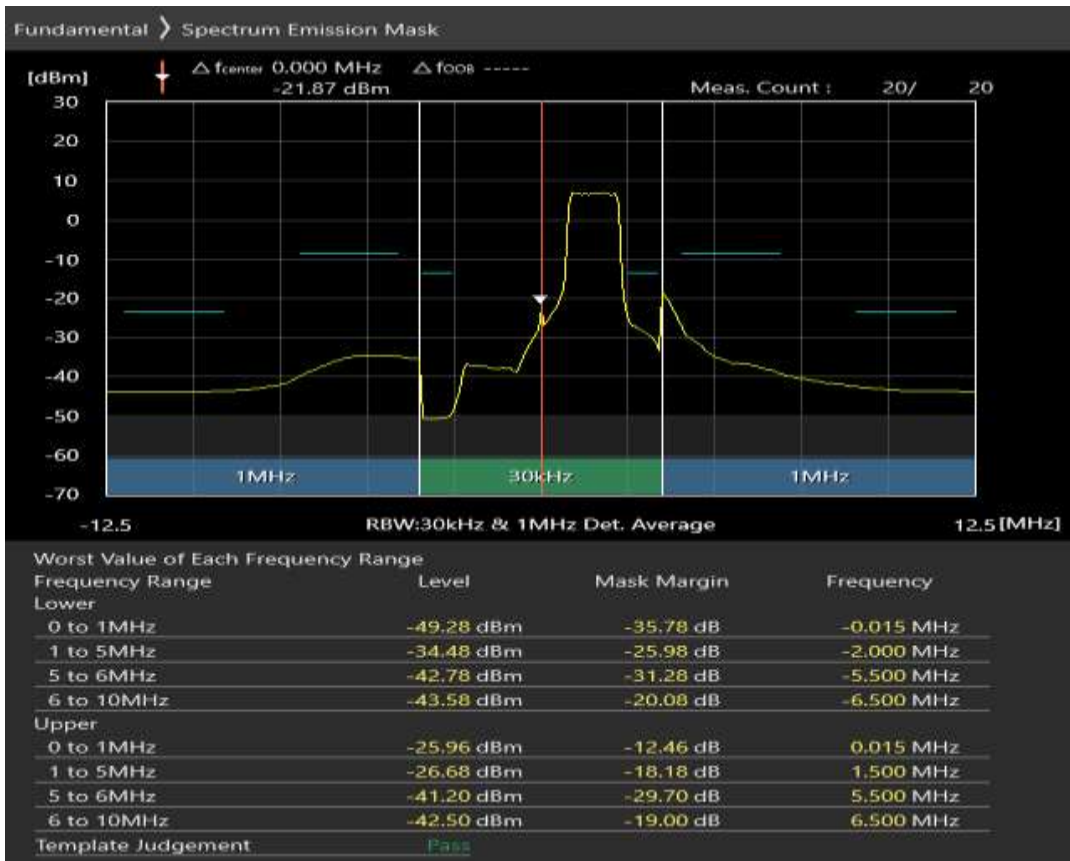 Fundamental ❯ Spectrum Emission Mask
[dBm] △ fcenter 0.000 MHz △ fOOB -----
-21.87 dBm Meas. Count : 20/ 20
30
20
10
0
-10
-20
-30
-40
-50
-60
-70
1MHz 30kHz 1MHz
-12.5 RBW:30kHz & 1MHz Det. Average 12.5 [MHz]
Worst Value of Each Frequency Range
Frequency Range Level Mask Margin Frequency
Lower
0 to 1MHz -49.28 dBm -35.78 dB -0.015 MHz
1 to 5MHz -34.48 dBm -25.98 dB -2.000 MHz
5 to 6MHz -42.78 dBm -31.28 dB -5.500 MHz
6 to 10MHz -43.58 dBm -20.08 dB -6.500 MHz
Upper
0 to 1MHz -25.96 dBm -12.46 dB 0.015 MHz
1 to 5MHz -26.68 dBm -18.18 dB 1.500 MHz
5 to 6MHz -41.20 dBm -29.70 dB 5.500 MHz
6 to 10MHz -42.50 dBm -19.00 dB 6.500 MHz
Template Judgement Pass